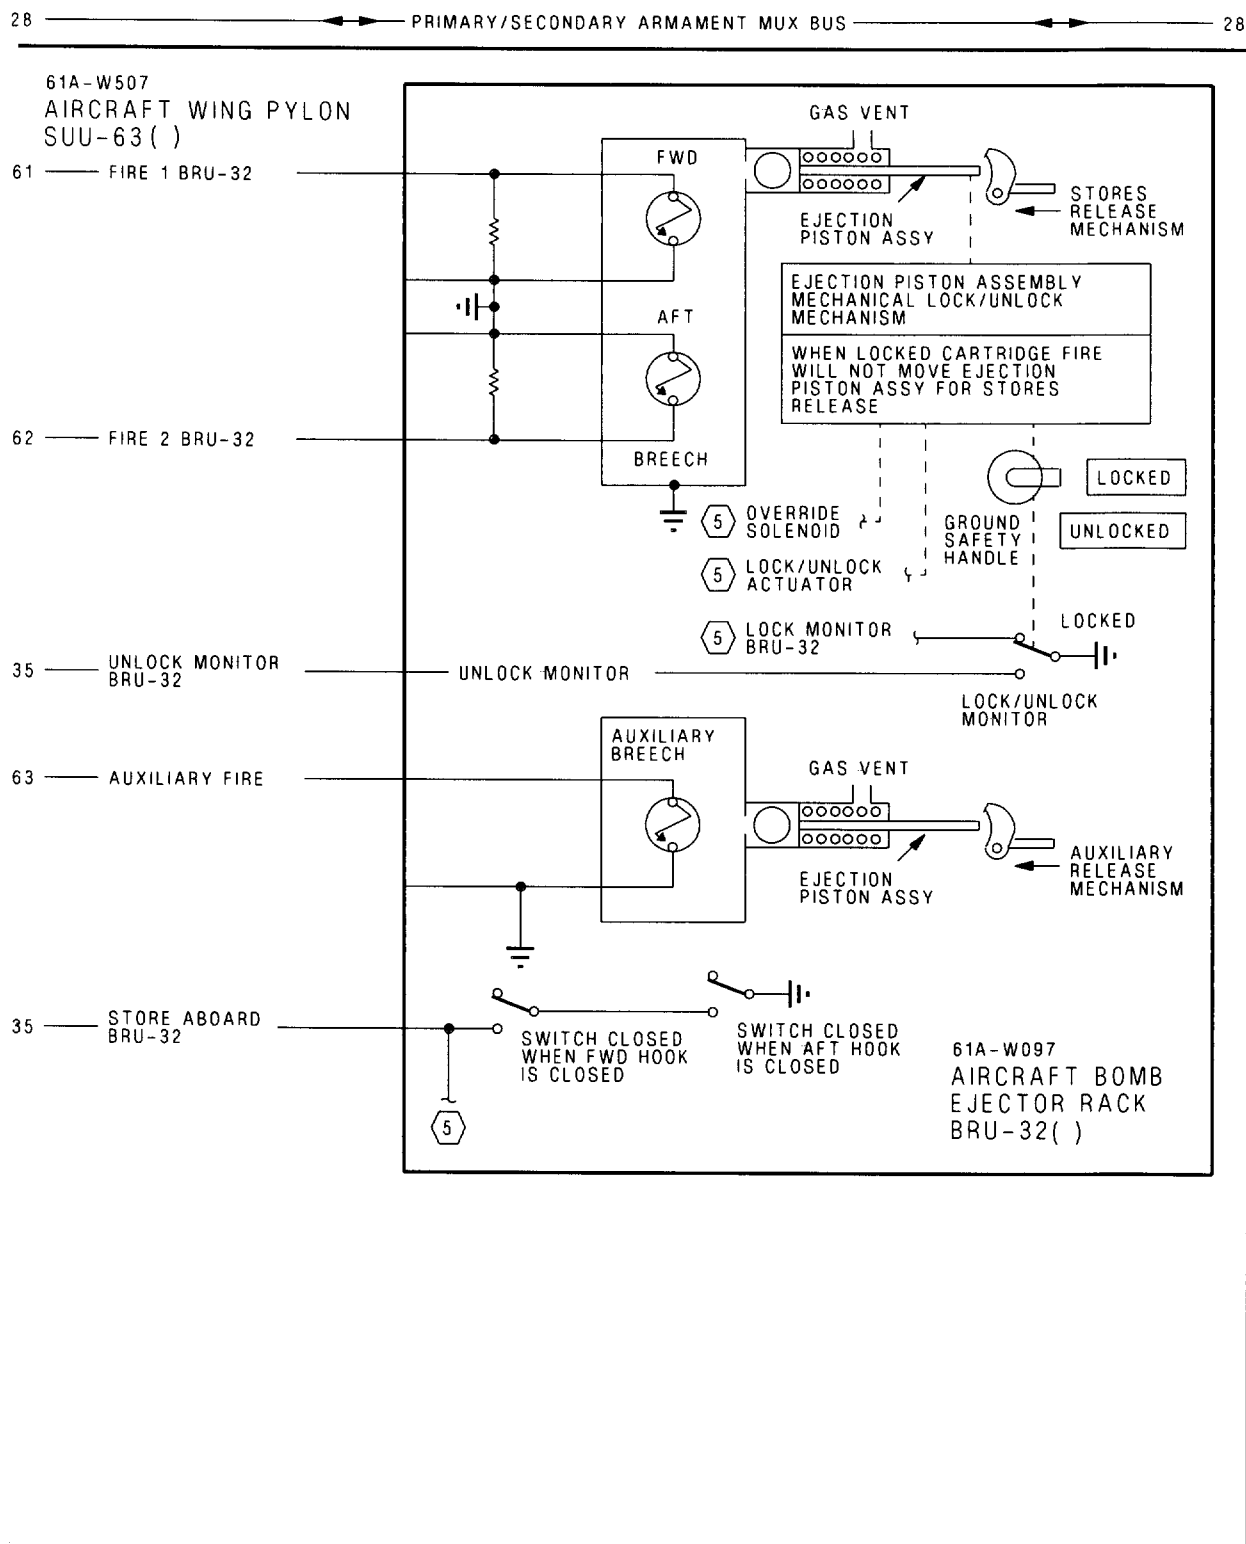 28 PRIMARY/SECONDARY ARMAMENT MUX BUS 28
61A-W507
AIRCRAFT WING PYLON
SUU-63( )
GAS VENT
FWD
61 FIRE 1 BRU-32
EJECTION
PISTON ASSY
STORES
RELEASE
MECHANISM
EJECTION PISTON ASSEMBLY
MECHANICAL LOCK/UNLOCK
MECHANISM
AFT
WHEN LOCKED CARTRIDGE FIRE
WILL NOT MOVE EJECTION
PISTON ASSY FOR STORES
RELEASE
62 FIRE 2 BRU-32
BREECH
LOCKED
5 OVERRIDE
SOLENOID
GROUND
SAFETY
HANDLE
UNLOCKED
5 LOCK/UNLOCK
ACTUATOR
LOCKED
5 LOCK MONITOR
BRU-32
35 UNLOCK MONITOR
BRU-32
UNLOCK MONITOR
LOCK/UNLOCK
MONITOR
AUXILIARY
BREECH
GAS VENT
63 AUXILIARY FIRE
EJECTION
PISTON ASSY
AUXILIARY
RELEASE
MECHANISM
35 STORE ABOARD
BRU-32
SWITCH CLOSED
WHEN FWD HOOK
IS CLOSED
SWITCH CLOSED
WHEN AFT HOOK
IS CLOSED
61A-W097
AIRCRAFT BOMB
EJECTOR RACK
BRU-32( )
5